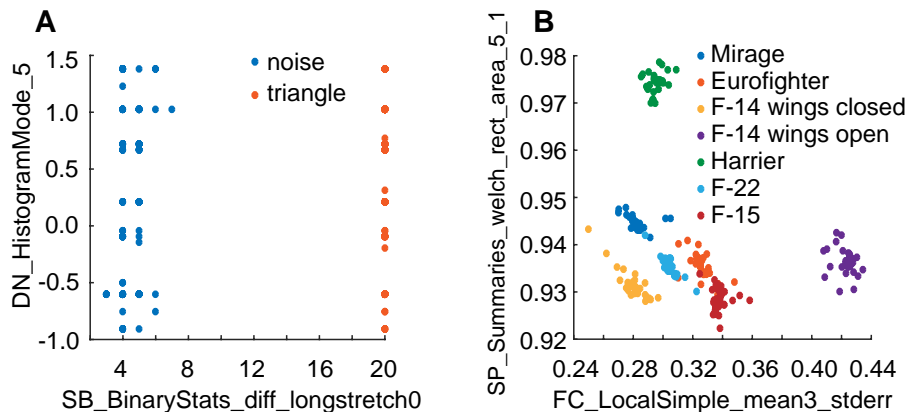 A
DN_HistogramMode_5
1.5
1.0
0.5
0.0
-0.5
-1.0
noise
triangle
4
8
12
16
20
SB_BinaryStats_diff_longstretch0
B
SP_Summaries_welch_rect_area_5_1
0.98
0.97
0.96
0.95
0.94
0.93
0.92
Mirage
Eurofighter
F-14 wings closed
F-14 wings open
Harrier
F-22
F-15
0.24
0.28
0.32
0.36
0.40
0.44
FC_LocalSimple_mean3_stderr